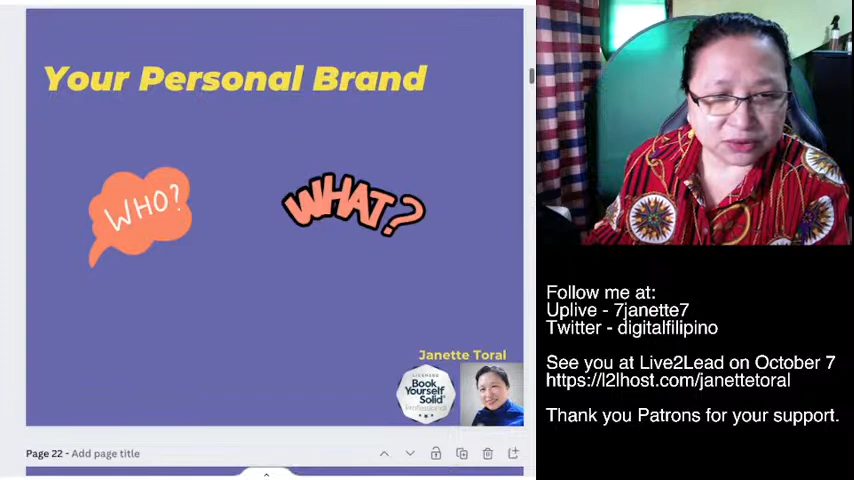 Your Personal Brand
WHO?
WHAT?
Janette Toral
LICENSED
Book
Yourself
Solid
Professional
Page 22 - Add page title
Follow me at:
Uplive - 7janette7
Twitter - digitalfilipino
See you at Live2Lead on October 7
https://l2lhost.com/janettetoral
Thank you Patrons for your support.